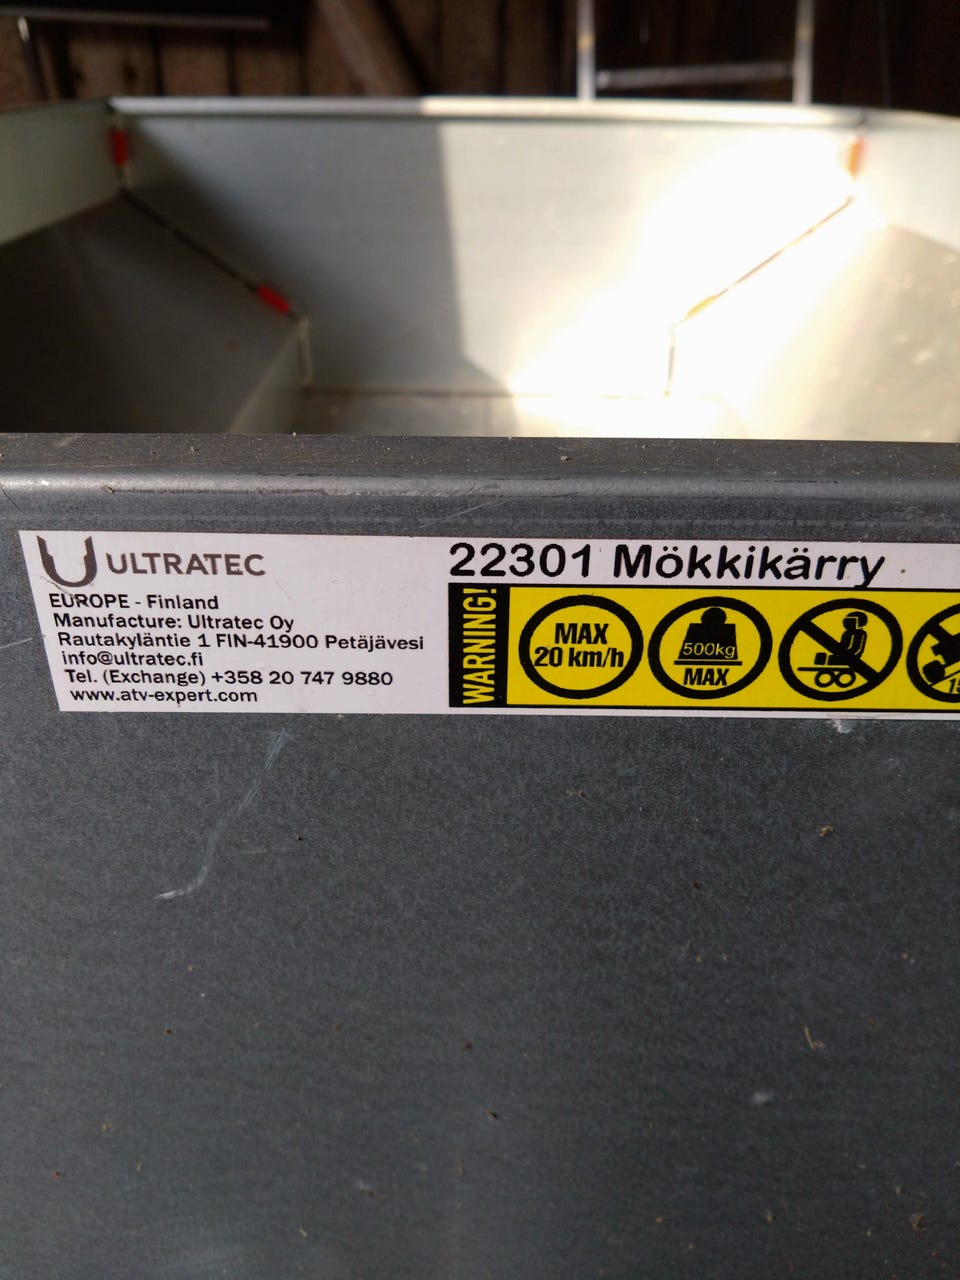 ULTRATEC
EUROPE - Finland
Manufacture: Ultratec Oy
Rautakyläntie 1 FIN-41900 Petäjävesi
info@ultratec.fi
Tel. (Exchange) +358 20 747 9880
www.atv-expert.com
22301 Mökkikärry
WARNING!
MAX
20 km/h
500kg
MAX